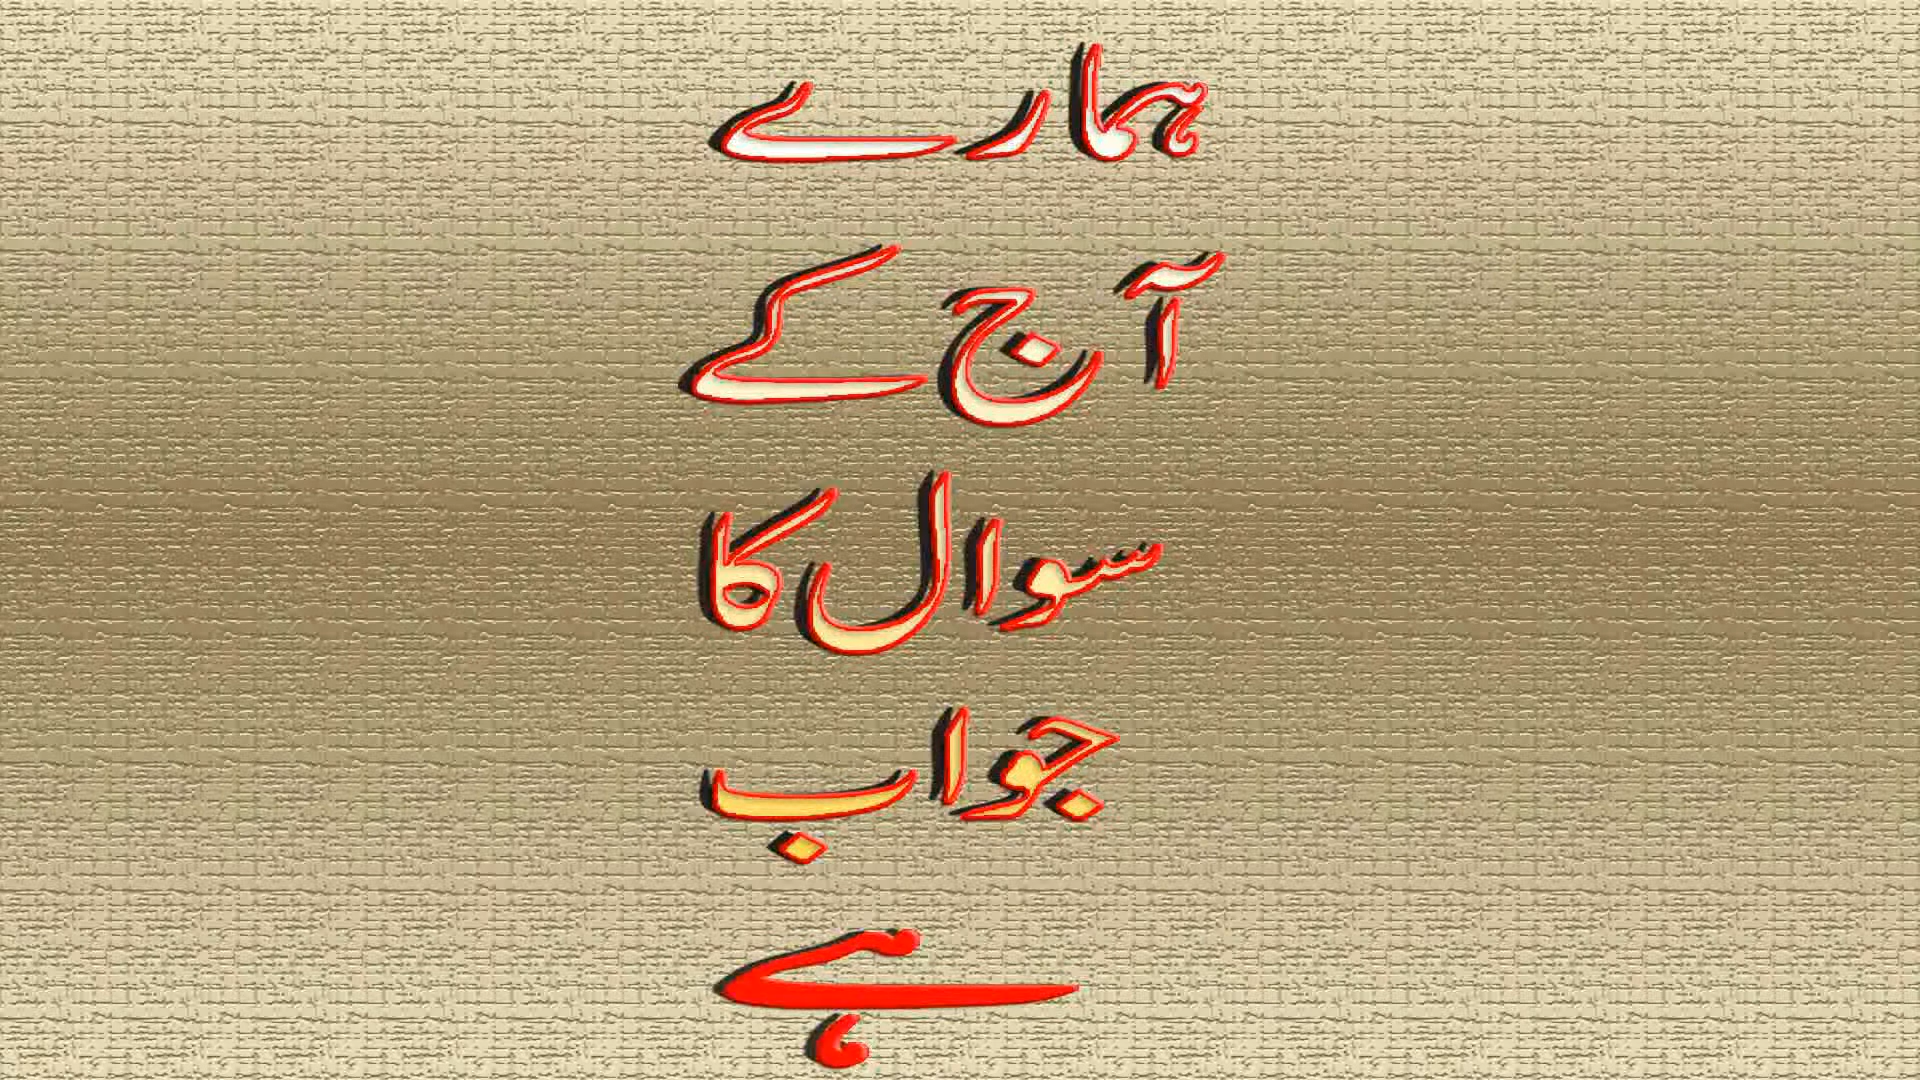 ہمارے
آج کے
سوال کا
جواب
ہے